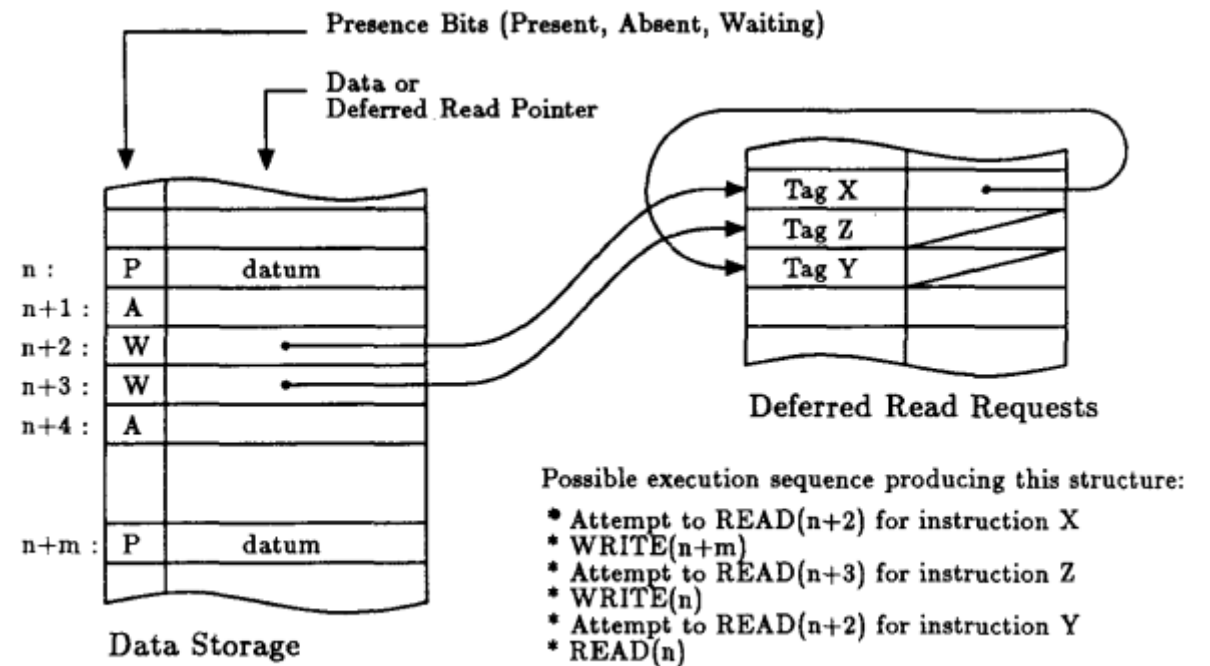 Presence Bits (Present, Absent, Waiting)
Data or
Deferred Read Pointer
n : P datum
n+1 : A
n+2 : W
n+3 : W
n+4 : A
n+m : P datum
Data Storage
Tag X
Tag Z
Tag Y
Deferred Read Requests
Possible execution sequence producing this structure:
* Attempt to READ(n+2) for instruction X
* WRITE(n+m)
* Attempt to READ(n+3) for instruction Z
* WRITE(n)
* Attempt to READ(n+2) for instruction Y
* READ(n)